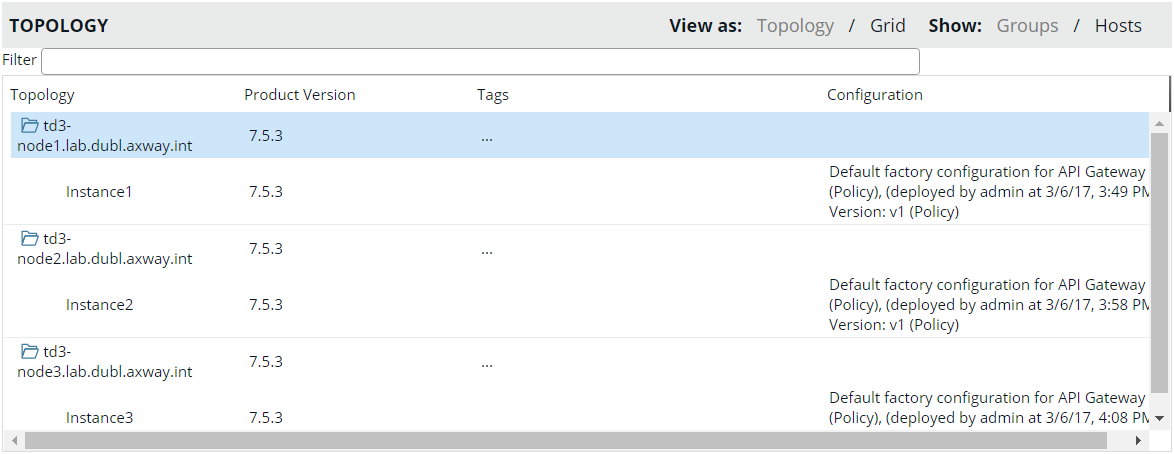 TOPOLOGY View as: Topology / Grid Show: Groups / Hosts
Filter
Topology Product Version Tags Configuration
td3-
node1.lab.dubl.axway.int 7.5.3 ...
Instance1 7.5.3
Default factory configuration for API Gateway
(Policy), (deployed by admin at 3/6/17, 3:49 PM
Version: v1 (Policy)
td3-
node2.lab.dubl.axway.int 7.5.3 ...
Instance2 7.5.3
Default factory configuration for API Gateway
(Policy), (deployed by admin at 3/6/17, 3:58 PM
Version: v1 (Policy)
td3-
node3.lab.dubl.axway.int 7.5.3 ...
Instance3 7.5.3
Default factory configuration for API Gateway
(Policy), (deployed by admin at 3/6/17, 4:08 PM